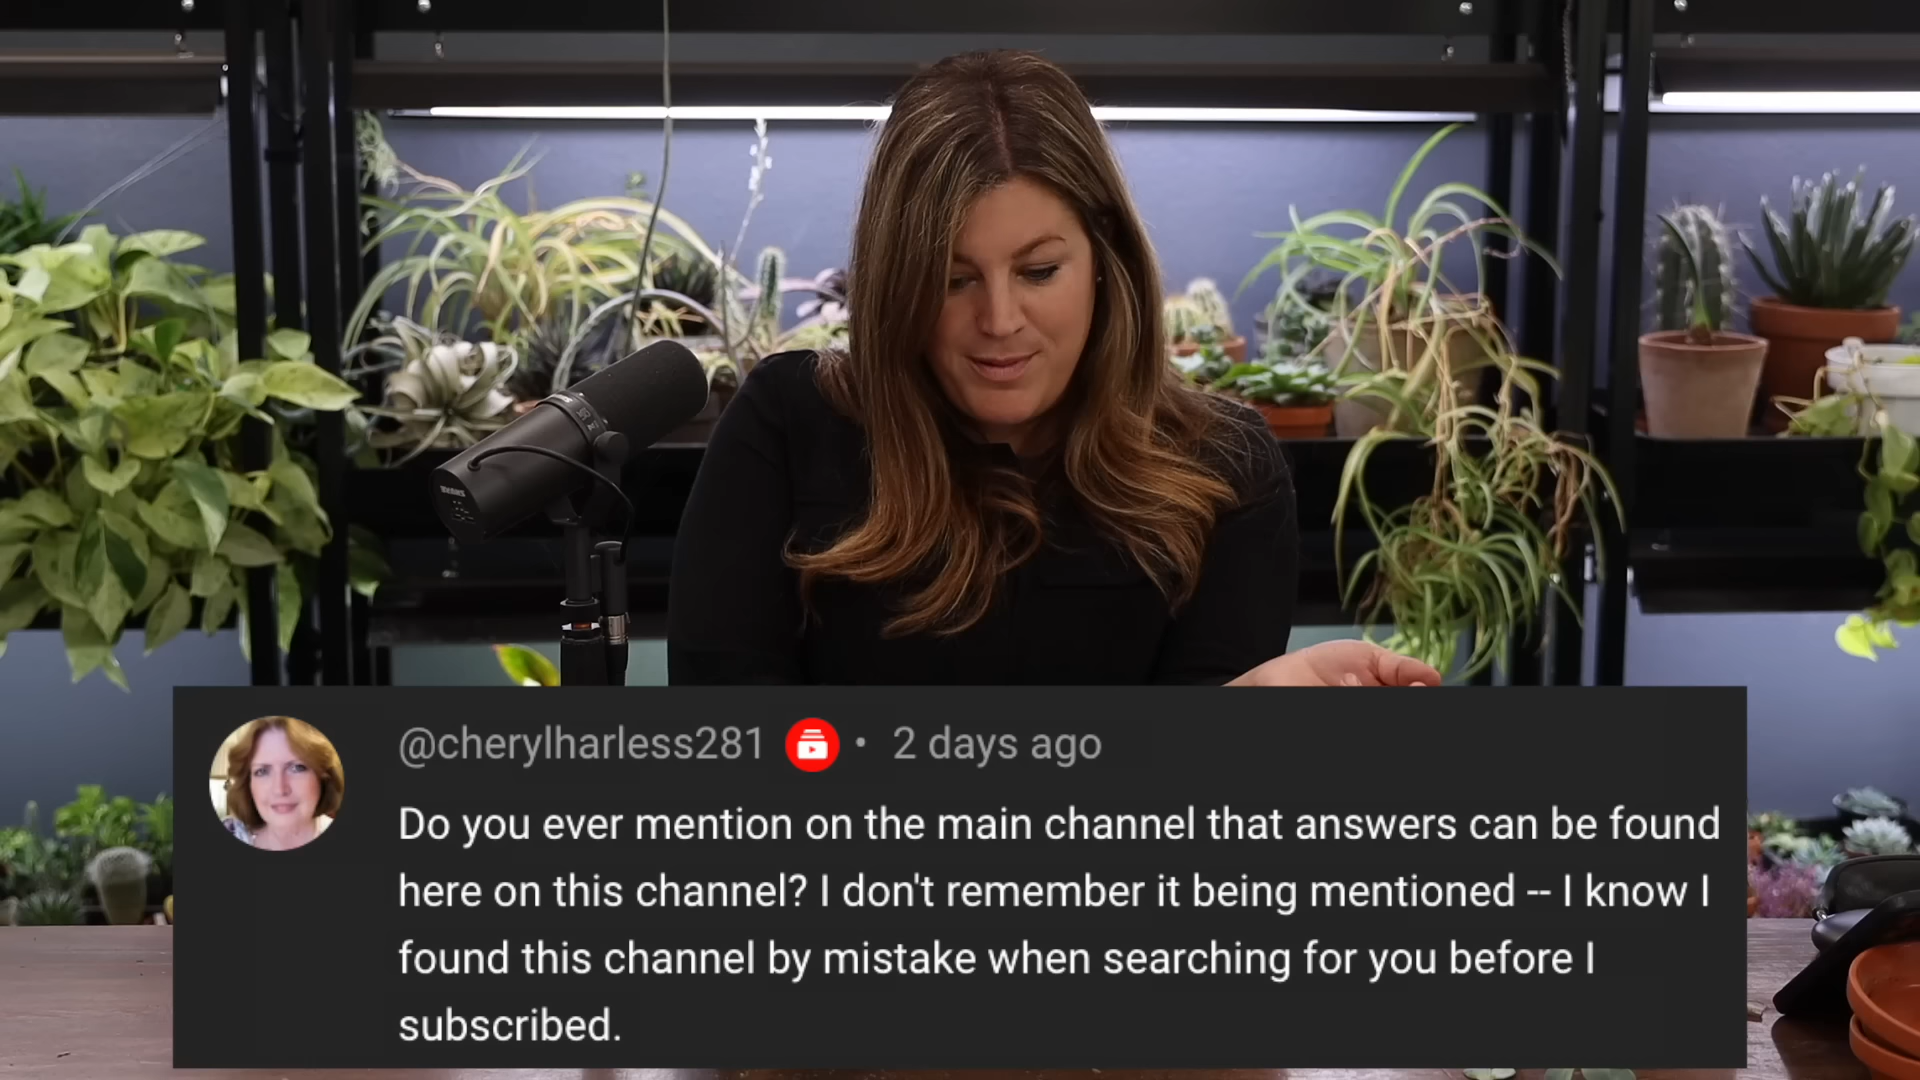 @cherylharless281 • 2 days ago
Do you ever mention on the main channel that answers can be found
here on this channel? I don't remember it being mentioned -- I know I
found this channel by mistake when searching for you before I
subscribed.